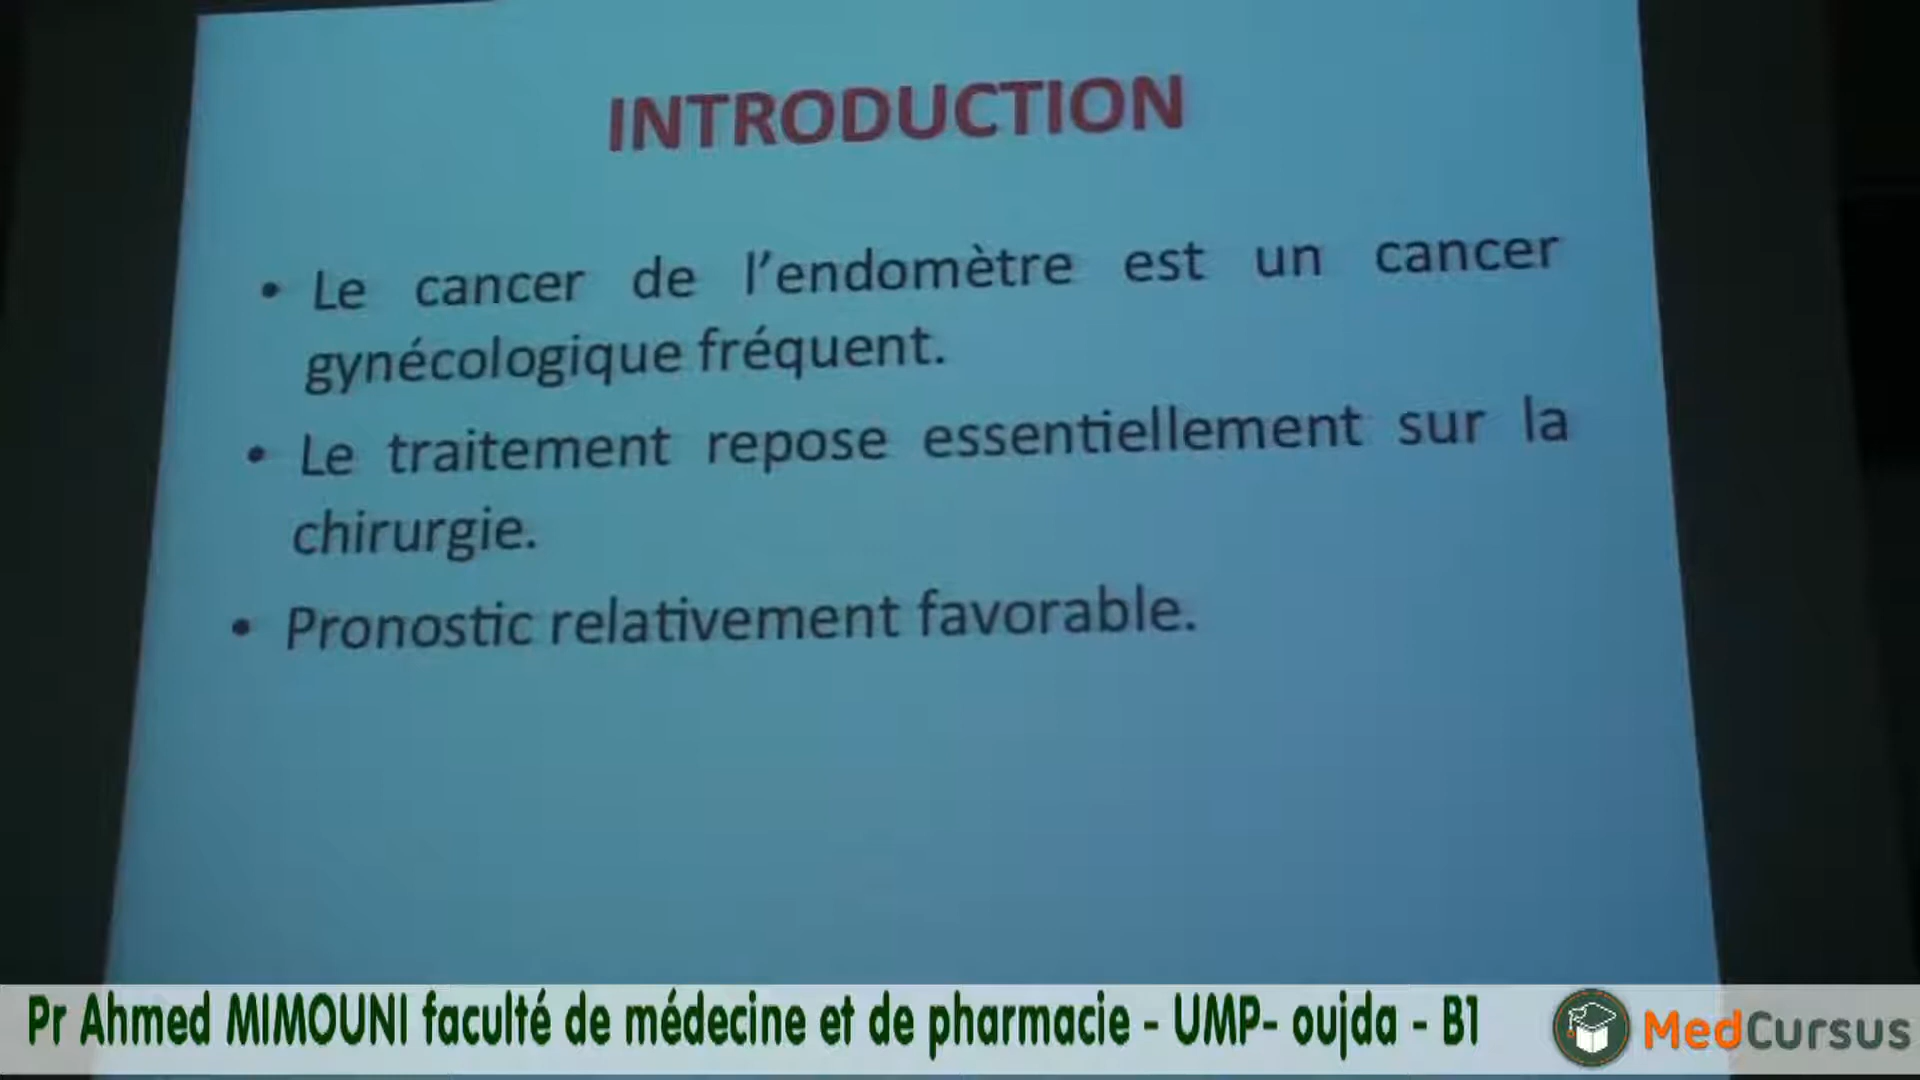 INTRODUCTION
• Le cancer de l’endomètre est un cancer
gynécologique fréquent.
• Le traitement repose essentiellement sur la
chirurgie.
• Pronostic relativement favorable.
Pr Ahmed MIMOUNI faculté de médecine et de pharmacie - UMP- oujda - B1
MedCursus